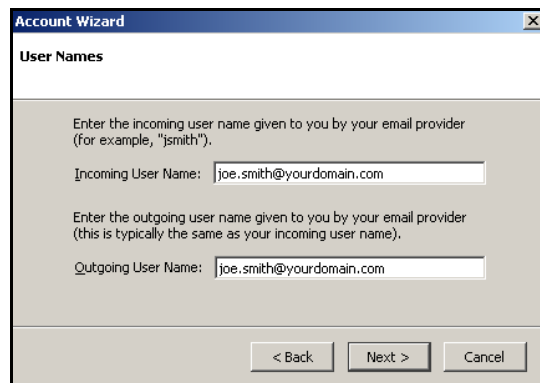 Account Wizard
User Names
Enter the incoming user name given to you by your email provider
(for example, "jsmith").
Incoming User Name: joe.smith@yourdomain.com
Enter the outgoing user name given to you by your email provider
(this is typically the same as your incoming user name).
Outgoing User Name: joe.smith@yourdomain.com
< Back Next > Cancel